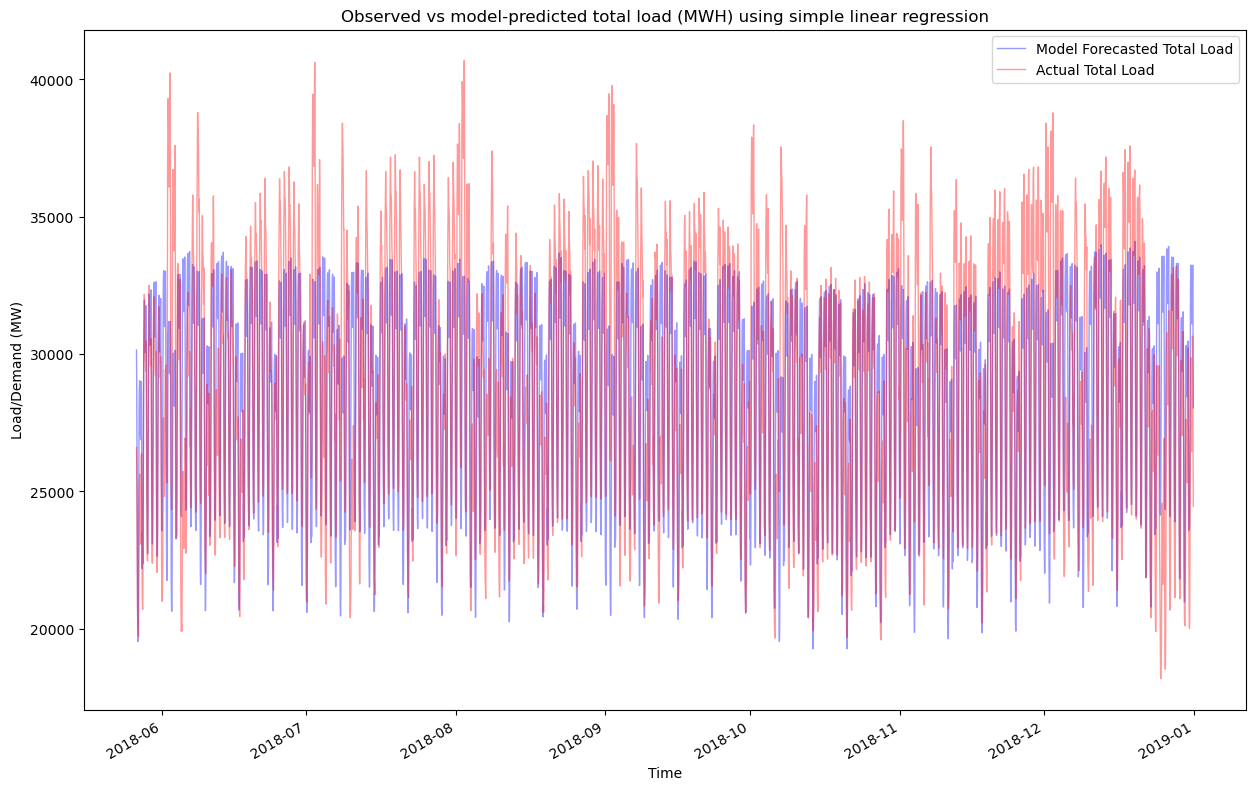 Observed vs model-predicted total load (MWH) using simple linear regression
Model Forecasted Total Load
Actual Total Load
Load/Demand (MW)
40000
35000
30000
25000
20000
2018-06
2018-07
2018-08
2018-09
2018-10
2018-11
2018-12
2019-01
Time